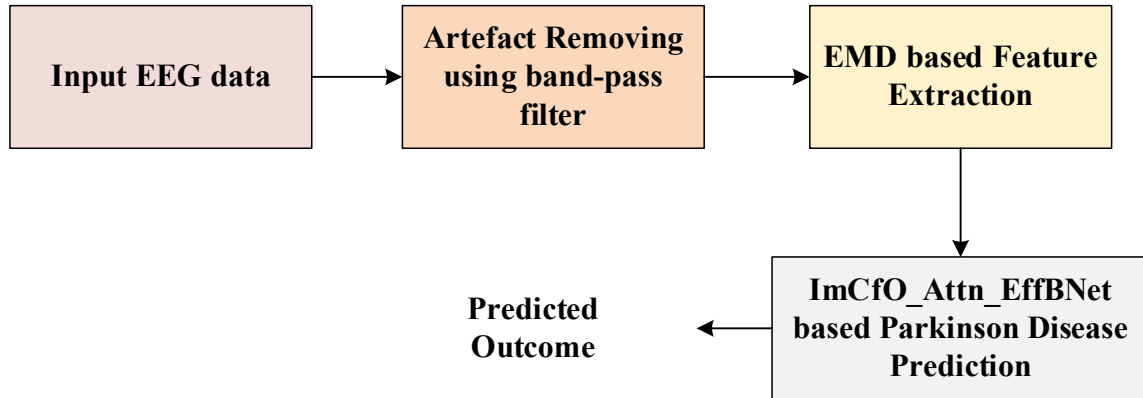 Input EEG data
Artefact Removing
using band-pass
filter
EMD based Feature
Extraction
ImCfO_Attn_EffBNet
based Parkinson Disease
Prediction
Predicted
Outcome